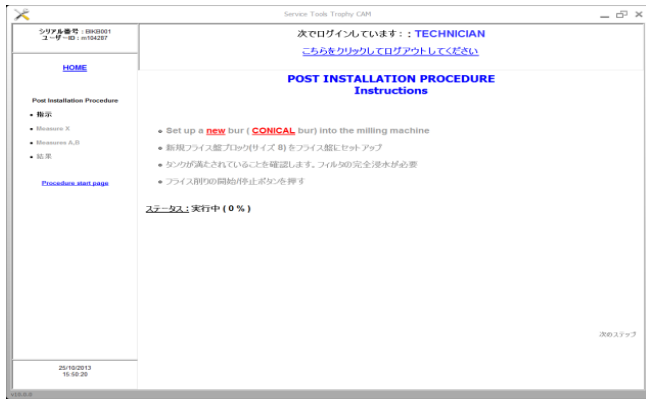 Service Tools Trophy CAM
シリアル番号 : BIKB001
ユーザーID : m104287
次でログインしています : : TECHNICIAN
こちらをクリックしてログアウトしてください
HOME
Post Installation Procedure
• 指示
• Measure X
• Measures A,B
• 結果
Procedure start page
POST INSTALLATION PROCEDURE
Instructions
• Set up a new bur ( CONICAL bur) into the milling machine
• 新規フライス盤ブロック(サイズ 8) をフライス盤にセットアップ
• タンクが満たされていることを確認します。フィルタの完全浸水が必要
• フライス削りの開始/停止ボタンを押す
ステータス : 実行中 ( 0 % )
次のステップ
25/10/2013
15:50:20
v10.0.0